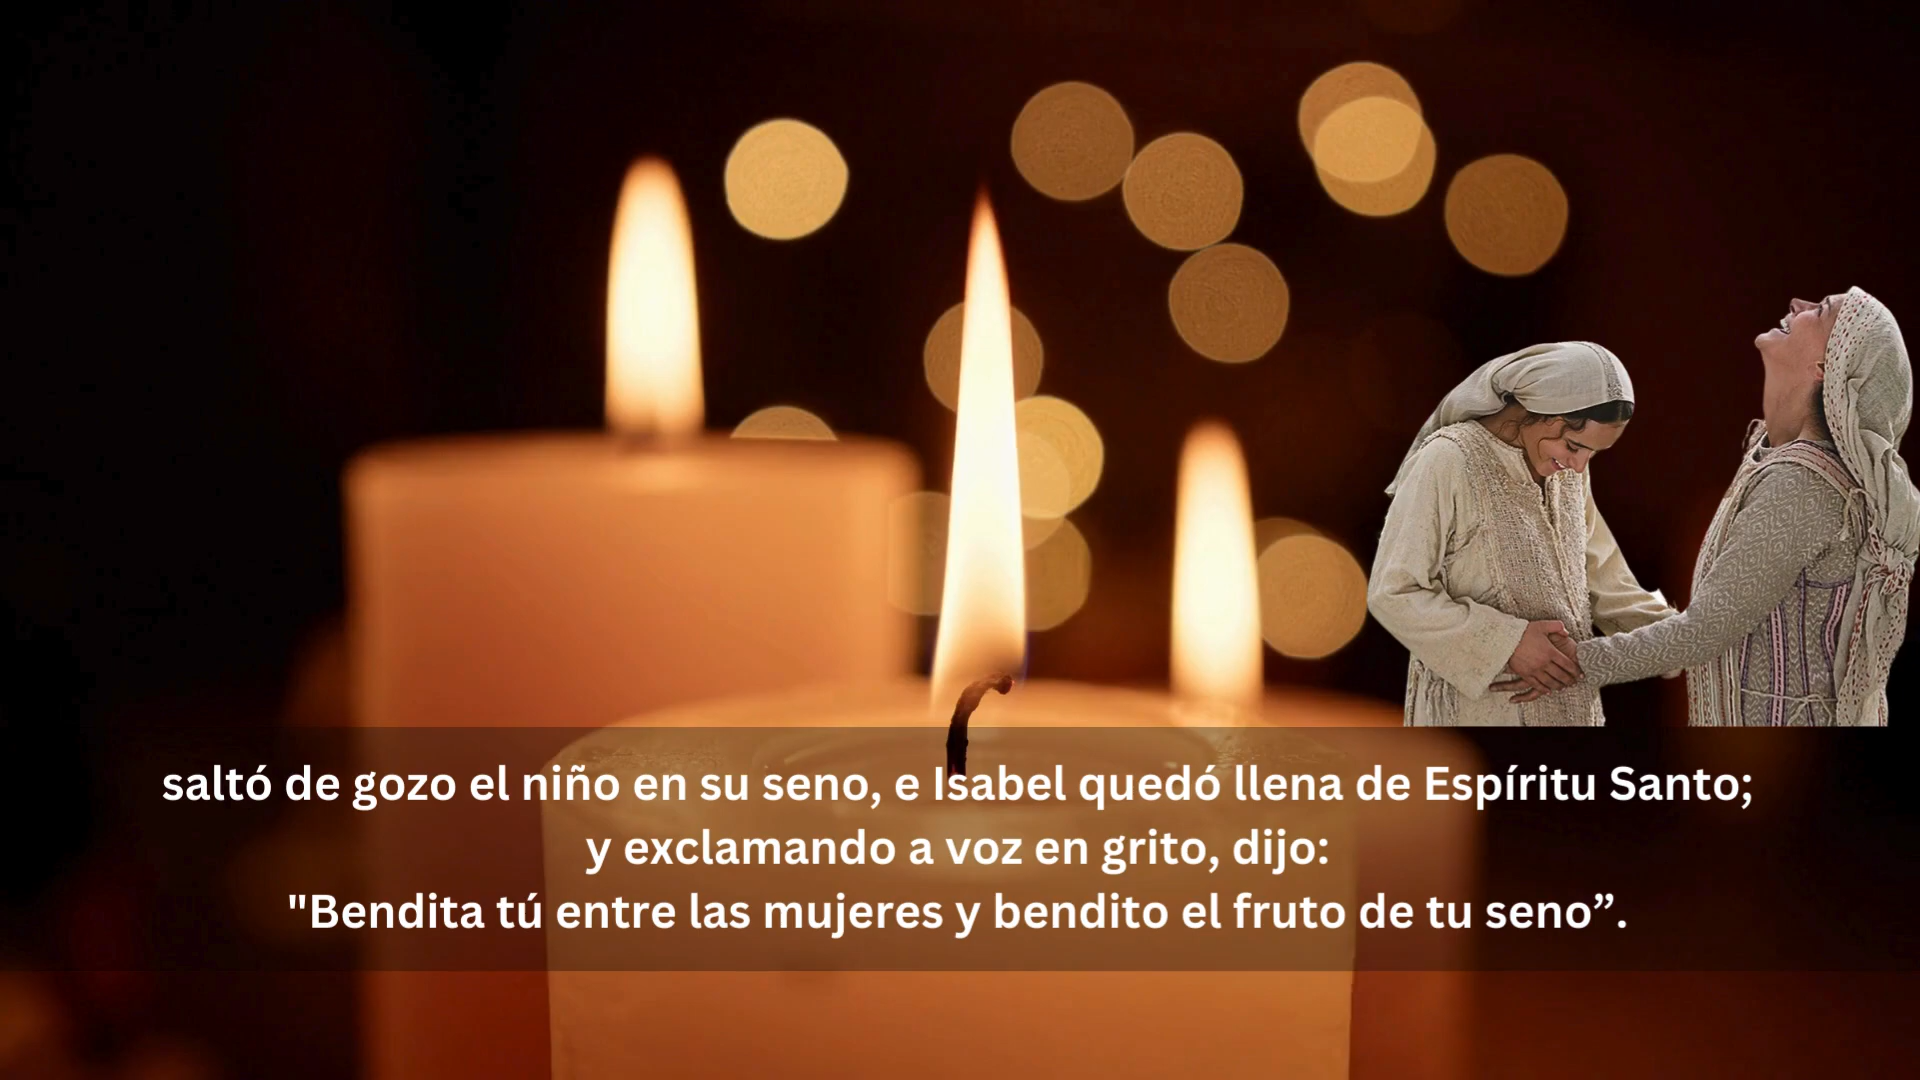 saltó de gozo el niño en su seno, e Isabel quedó llena de Espíritu Santo;
y exclamando a voz en grito, dijo:
"Bendita tú entre las mujeres y bendito el fruto de tu seno”.